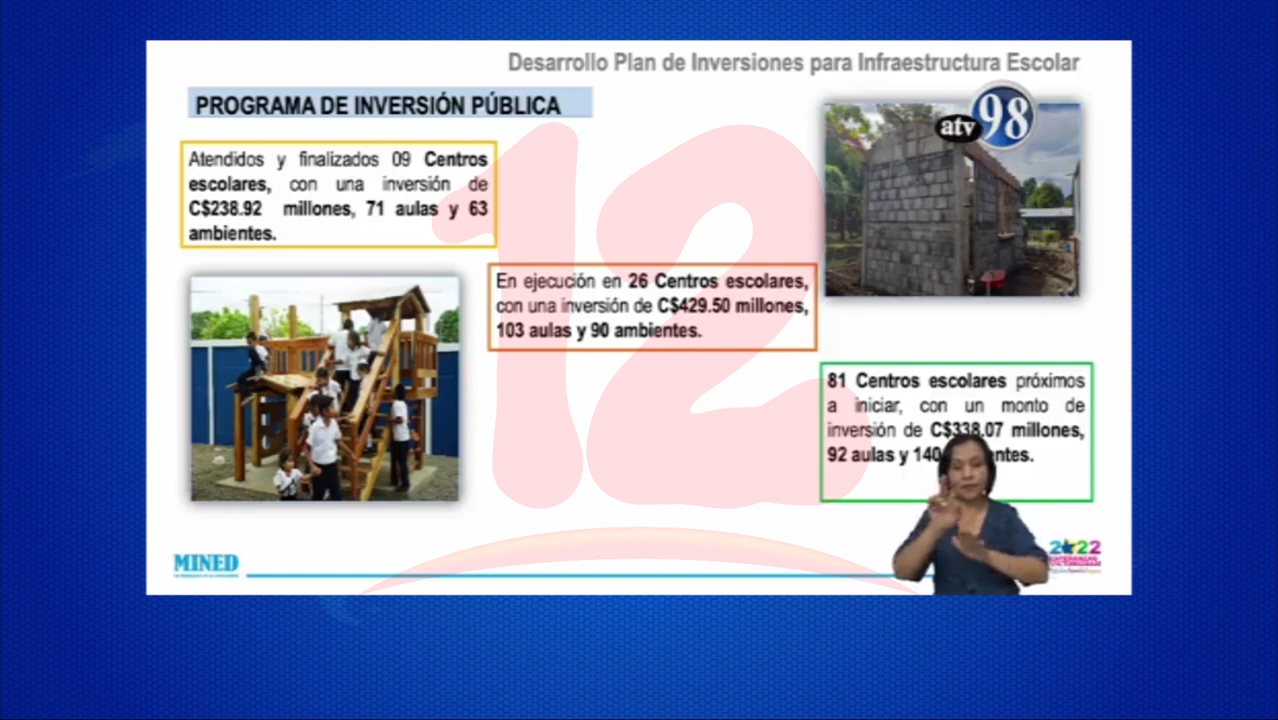 Desarrollo Plan de Inversiones para Infraestructura Escolar
PROGRAMA DE INVERSIÓN PÚBLICA
atv 98
Atendidos y finalizados 09 Centros
escolares, con una inversión de
C$238.92 millones, 71 aulas y 63
ambientes.
12
En ejecución en 26 Centros escolares,
con una inversión de C$429.50 millones,
103 aulas y 90 ambientes.
81 Centros escolares próximos
a iniciar, con un monto de
inversión de C$338.07 millones,
92 aulas y 140
MINED
2022